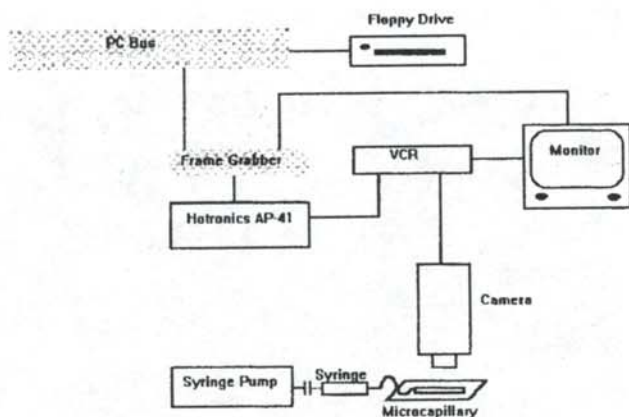 Floppy Drive
PC Bus
Frame Grabber
VCR
Monitor
Hotronics AP-41
Camera
Syringe Pump
Syringe
Microcapillary